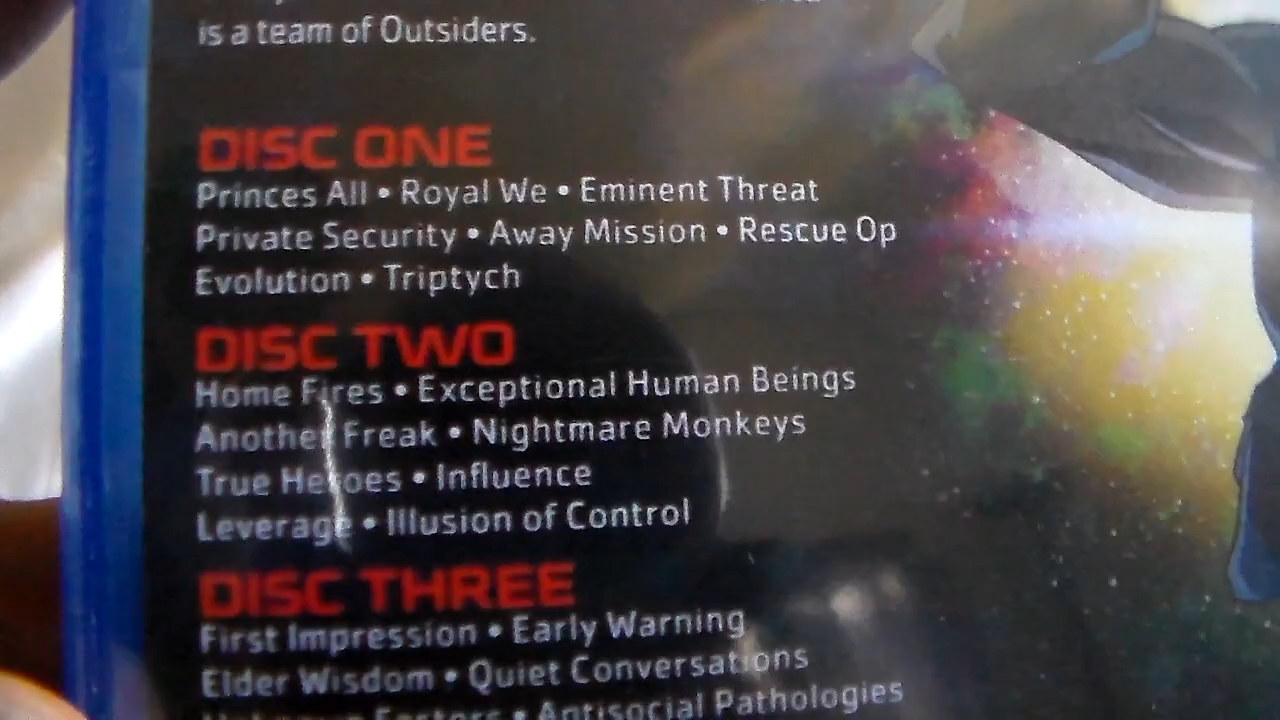 is a team of Outsiders.
DISC ONE
Princes All • Royal We • Eminent Threat
Private Security • Away Mission • Rescue Op
Evolution • Triptych
DISC TWO
Home Fires • Exceptional Human Beings
Another Freak • Nightmare Monkeys
True Heroes • Influence
Leverage • Illusion of Control
DISC THREE
First Impression • Early Warning
Elder Wisdom • Quiet Conversations
Factors • Antisocial Pathologies